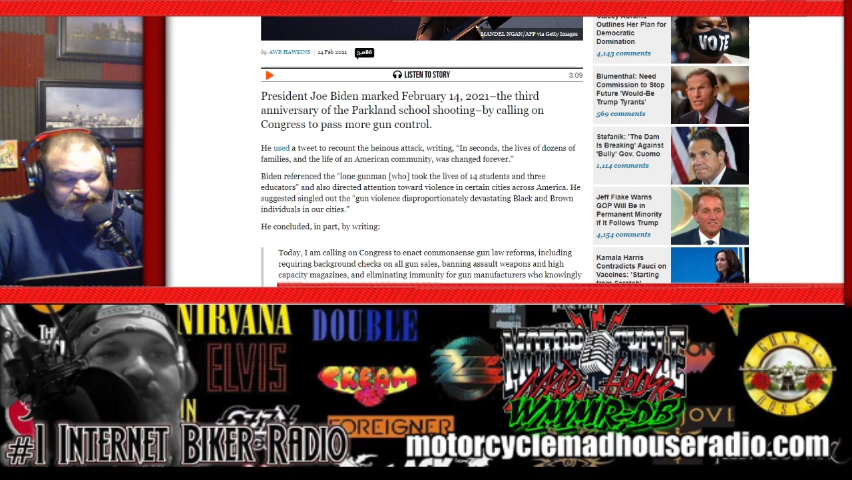 MANDEL NGAN/AFP via Getty Images
by AWR HAWKINS | 14 Feb 2021 3,086
LISTEN TO STORY 3:09
President Joe Biden marked February 14, 2021–the third
anniversary of the Parkland school shooting–by calling on
Congress to pass more gun control.
He used a tweet to recount the heinous attack, writing, "In seconds, the lives of dozens of
families, and the life of an American community, was changed forever."
Biden referenced the "lone gunman [who] took the lives of 14 students and three
educators" and also directed attention toward violence in certain cities across America. He
suggested singled out the "gun violence disproportionately devastating Black and Brown
individuals in our cities."
He concluded, in part, by writing:
Today, I am calling on Congress to enact commonsense gun law reforms, including
requiring background checks on all gun sales, banning assault weapons and high
capacity magazines, and eliminating immunity for gun manufacturers who knowingly
Outlines Her Plan for
Democratic
Domination
4,143 comments
VOTE
Blumenthal: Need
Commission to Stop
Future 'Would-Be
Trump Tyrants'
569 comments
Stefanik: 'The Dam
Is Breaking' Against
'Bully' Gov. Cuomo
1,114 comments
Jeff Flake Warns
GOP Will Be in
Permanent Minority
if It Follows Trump
4,154 comments
Kamala Harris
Contradicts Fauci on
Vaccines: 'Starting
from Scratch'
NIRVANA
DOUBLE
ELVIS
CREAM
FOREIGNER
MOTORCYCLE
MAD HOUSE
WMMR-DB
GUNS N
ROSES
#1 INTERNET BIKER RADIO
motorcyclemadhouseradio.com